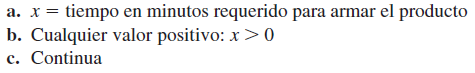 a. x = tiempo en minutos requerido para armar el producto
b. Cualquier valor positivo: x > 0
c. Continua